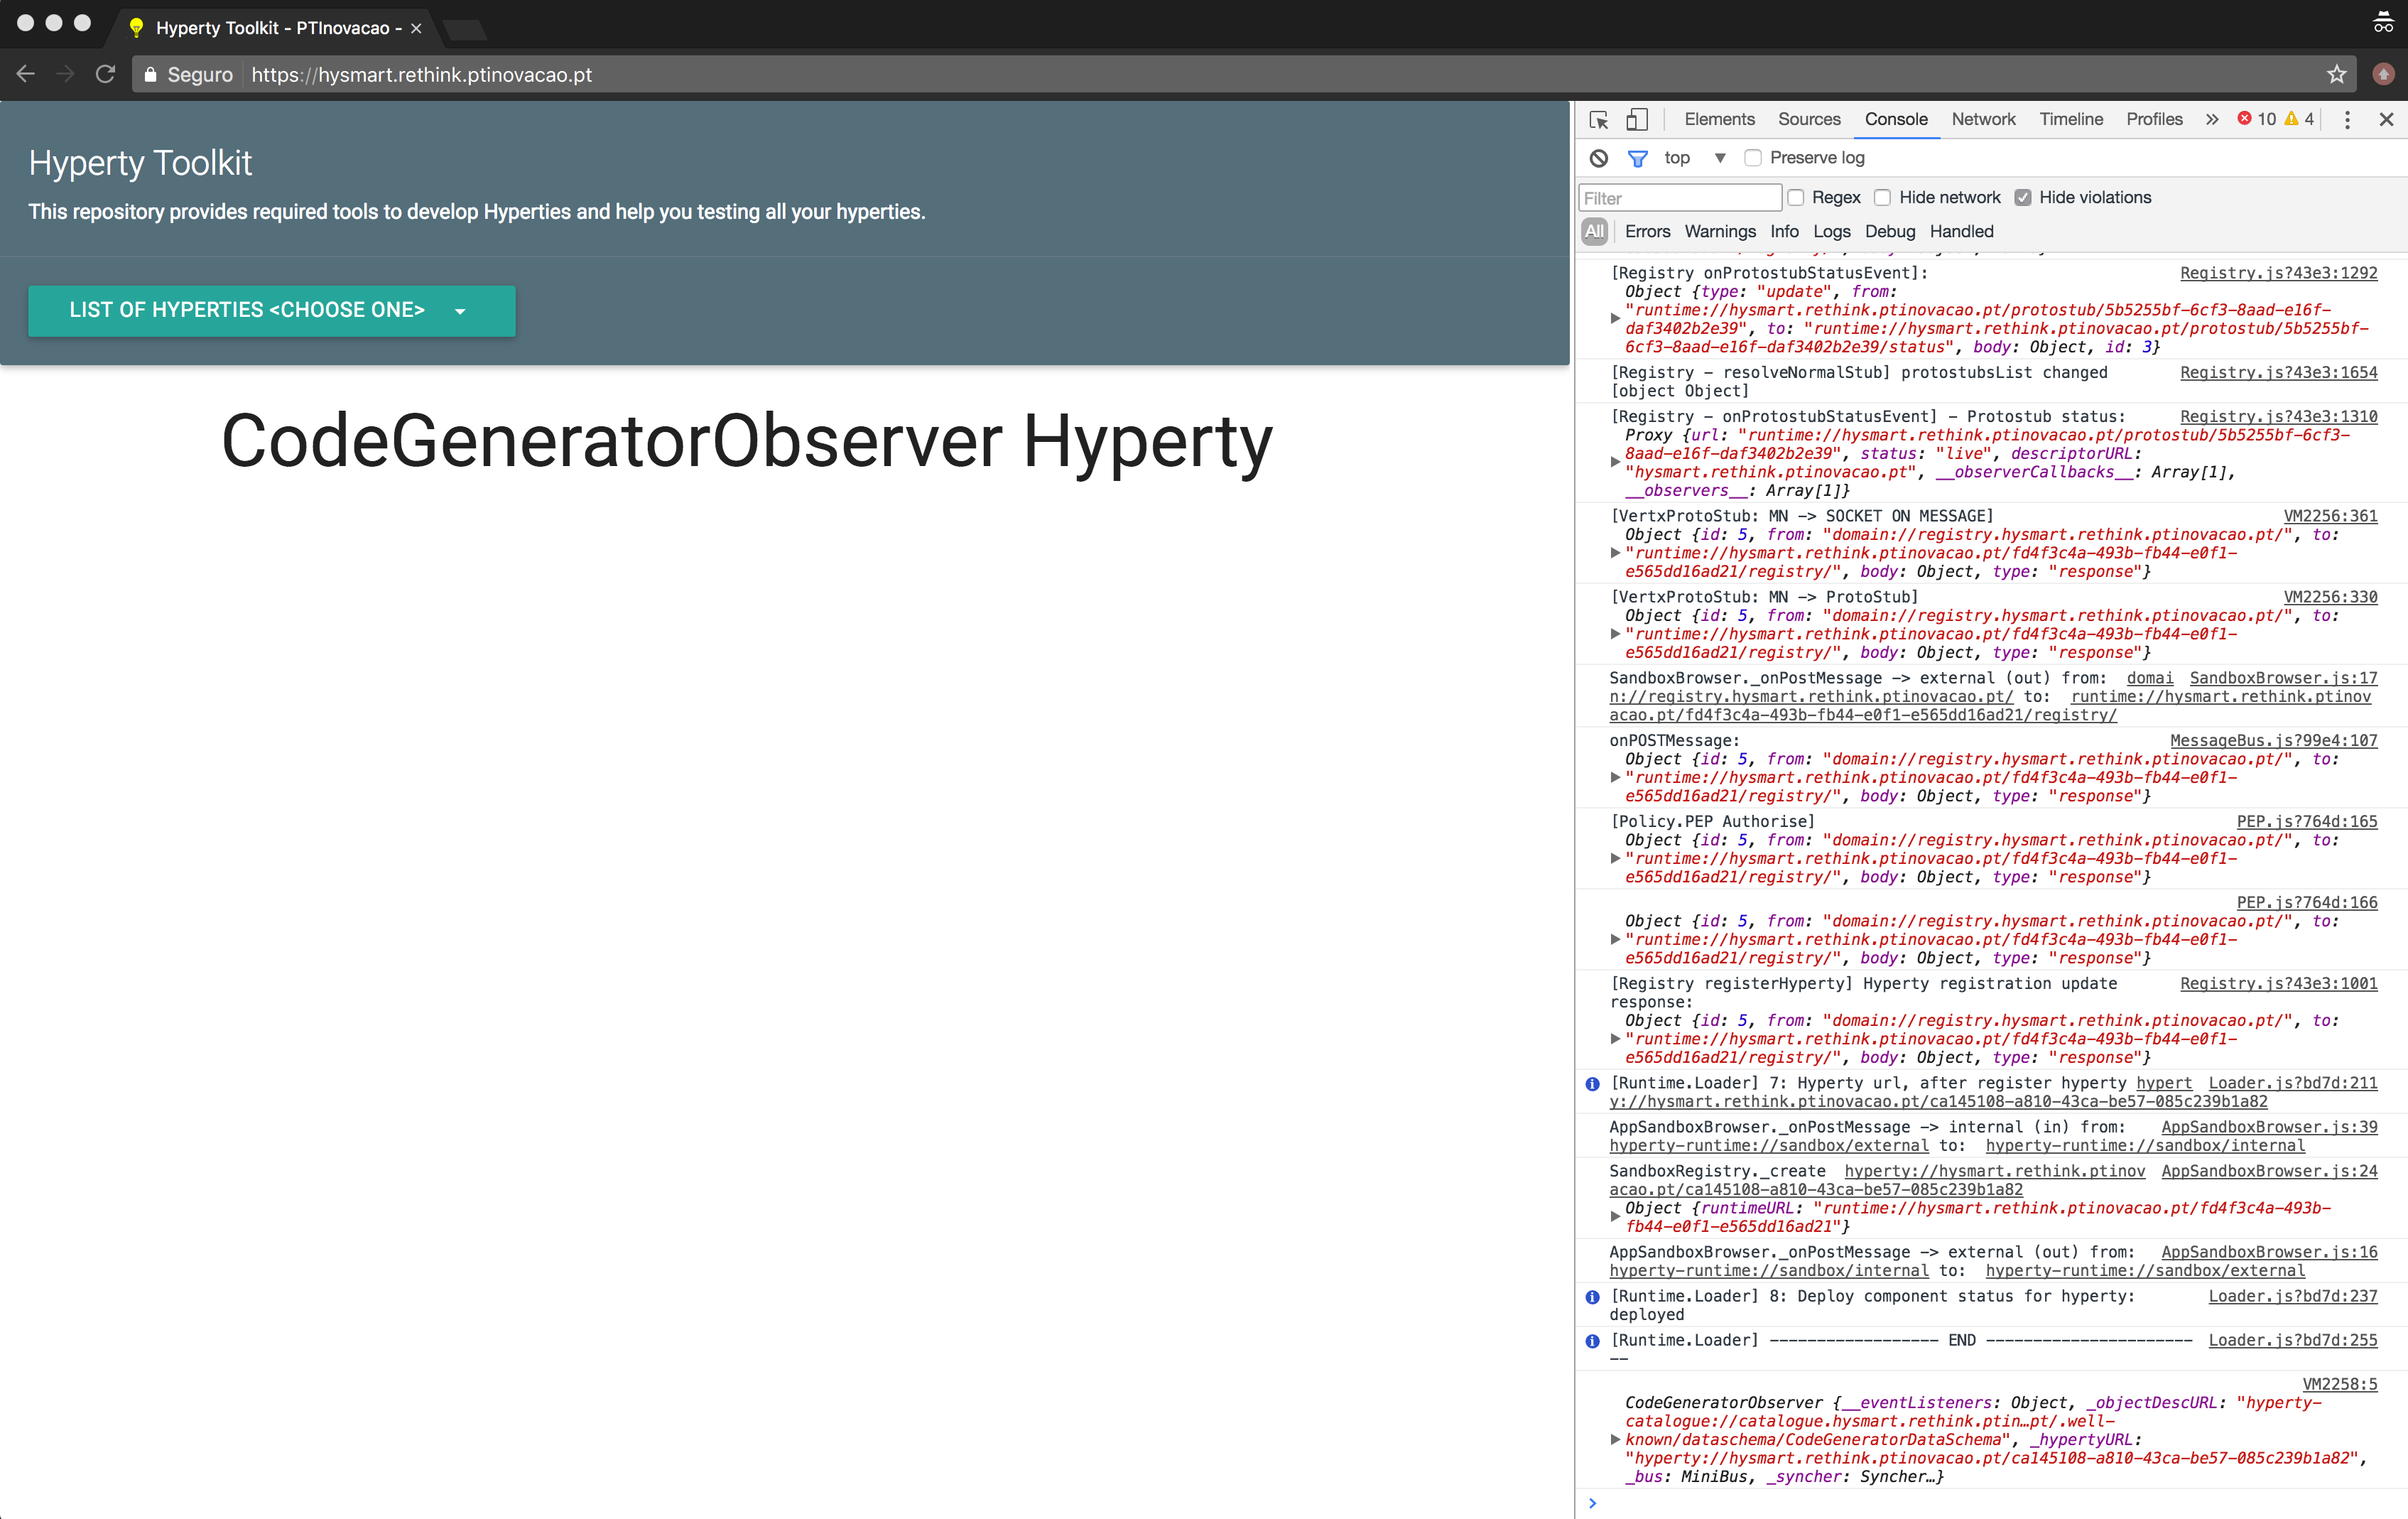 Hyperty Toolkit - PTInovacao -
Seguro https://hysmart.rethink.ptinovacao.pt
Hyperty Toolkit
This repository provides required tools to develop Hyperties and help you testing all your hyperties.
LIST OF HYPERTIES <CHOOSE ONE>
CodeGeneratorObserver Hyperty
Elements Sources Console Network Timeline Profiles » 10 4
top Preserve log
Filter Regex Hide network Hide violations
All Errors Warnings Info Logs Debug Handled
[Registry onProtostubStatusEvent]: Registry.js?43e3:1292
Object {type: "update", from:
"runtime://hysmart.rethink.ptinovacao.pt/protostub/5b5255bf-6cf3-8aad-e16f-
daf3402b2e39", to: "runtime://hysmart.rethink.ptinovacao.pt/protostub/5b5255bf-
6cf3-8aad-e16f-daf3402b2e39/status", body: Object, id: 3}
[Registry - resolveNormalStub] protostubsList changed Registry.js?43e3:1654
[object Object]
[Registry - onProtostubStatusEvent] - Protostub status: Registry.js?43e3:1310
Proxy {url: "runtime://hysmart.rethink.ptinovacao.pt/protostub/5b5255bf-6cf3-
8aad-e16f-daf3402b2e39", status: "live", descriptorURL:
"hysmart.rethink.ptinovacao.pt", __observerCallbacks__: Array[1],
__observers__: Array[1]}
[VertxProtoStub: MN -> SOCKET ON MESSAGE] VM2256:361
Object {id: 5, from: "domain://registry.hysmart.rethink.ptinovacao.pt/", to:
"runtime://hysmart.rethink.ptinovacao.pt/fd4f3c4a-493b-fb44-e0f1-
e565dd16ad21/registry/", body: Object, type: "response"}
[VertxProtoStub: MN -> ProtoStub] VM2256:330
Object {id: 5, from: "domain://registry.hysmart.rethink.ptinovacao.pt/", to:
"runtime://hysmart.rethink.ptinovacao.pt/fd4f3c4a-493b-fb44-e0f1-
e565dd16ad21/registry/", body: Object, type: "response"}
SandboxBrowser._onPostMessage -> external (out) from: domai SandboxBrowser.js:17
n://registry.hysmart.rethink.ptinovacao.pt/ to: runtime://hysmart.rethink.ptinov
acao.pt/fd4f3c4a-493b-fb44-e0f1-e565dd16ad21/registry/
onPOSTMessage: MessageBus.js?99e4:107
Object {id: 5, from: "domain://registry.hysmart.rethink.ptinovacao.pt/", to:
"runtime://hysmart.rethink.ptinovacao.pt/fd4f3c4a-493b-fb44-e0f1-
e565dd16ad21/registry/", body: Object, type: "response"}
[Policy.PEP Authorise] PEP.js?764d:165
Object {id: 5, from: "domain://registry.hysmart.rethink.ptinovacao.pt/", to:
"runtime://hysmart.rethink.ptinovacao.pt/fd4f3c4a-493b-fb44-e0f1-
e565dd16ad21/registry/", body: Object, type: "response"}
PEP.js?764d:166
Object {id: 5, from: "domain://registry.hysmart.rethink.ptinovacao.pt/", to:
"runtime://hysmart.rethink.ptinovacao.pt/fd4f3c4a-493b-fb44-e0f1-
e565dd16ad21/registry/", body: Object, type: "response"}
[Registry registerHyperty] Hyperty registration update Registry.js?43e3:1001
response:
Object {id: 5, from: "domain://registry.hysmart.rethink.ptinovacao.pt/", to:
"runtime://hysmart.rethink.ptinovacao.pt/fd4f3c4a-493b-fb44-e0f1-
e565dd16ad21/registry/", body: Object, type: "response"}
[Runtime.Loader] 7: Hyperty url, after register hyperty hypert Loader.js?bd7d:211
y://hysmart.rethink.ptinovacao.pt/ca145108-a810-43ca-be57-085c239b1a82
AppSandboxBrowser._onPostMessage -> internal (in) from: AppSandboxBrowser.js:39
hyperty-runtime://sandbox/external to: hyperty-runtime://sandbox/internal
SandboxRegistry._create hyperty://hysmart.rethink.ptinov AppSandboxBrowser.js:24
acao.pt/ca145108-a810-43ca-be57-085c239b1a82
Object {runtimeURL: "runtime://hysmart.rethink.ptinovacao.pt/fd4f3c4a-493b-
fb44-e0f1-e565dd16ad21"}
AppSandboxBrowser._onPostMessage -> external (out) from: AppSandboxBrowser.js:16
hyperty-runtime://sandbox/internal to: hyperty-runtime://sandbox/external
[Runtime.Loader] 8: Deploy component status for hyperty: Loader.js?bd7d:237
deployed
[Runtime.Loader] ------------------ END ---------------------- Loader.js?bd7d:255
--
VM2258:5
CodeGeneratorObserver {__eventListeners: Object, _objectDescURL: "hyperty-
catalogue://catalogue.hysmart.rethink.ptin…pt/.well-
known/dataschema/CodeGeneratorDataSchema", _hypertyURL:
"hyperty://hysmart.rethink.ptinovacao.pt/ca145108-a810-43ca-be57-085c239b1a82",
_bus: MiniBus, _syncher: Syncher…}